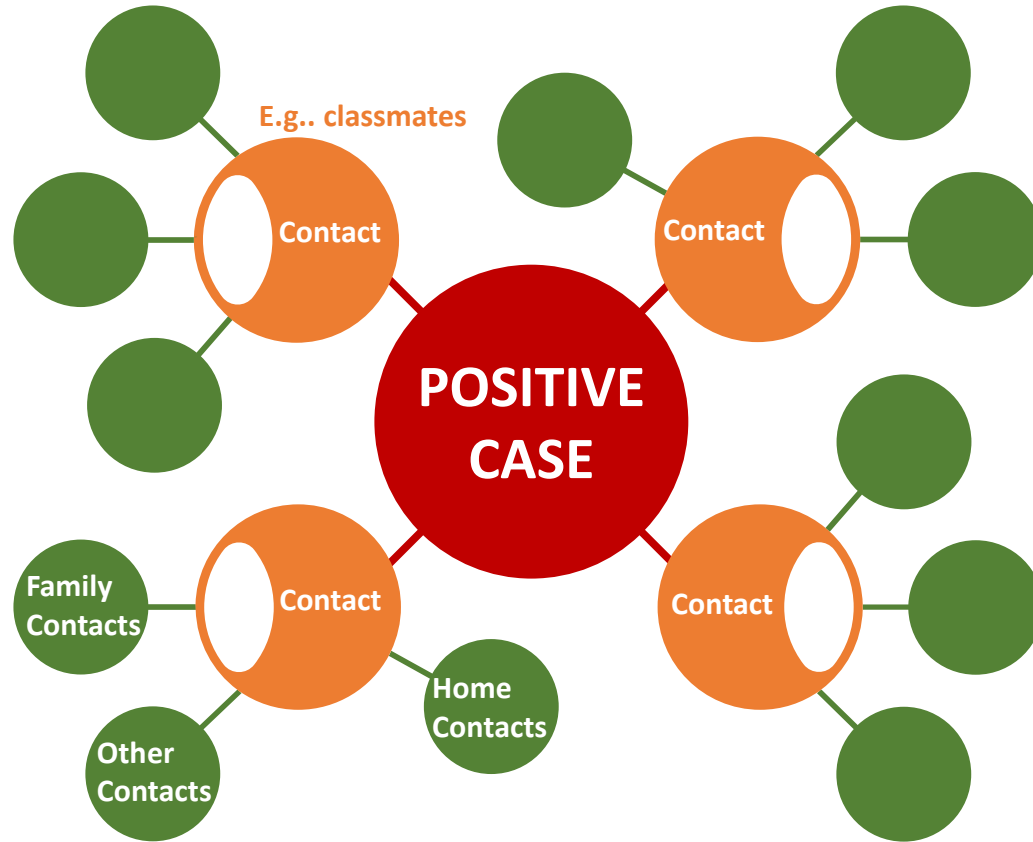 E.g.. classmates
Contact
Contact
POSITIVE
CASE
Contact
Contact
Family
Contacts
Home
Contacts
Other
Contacts